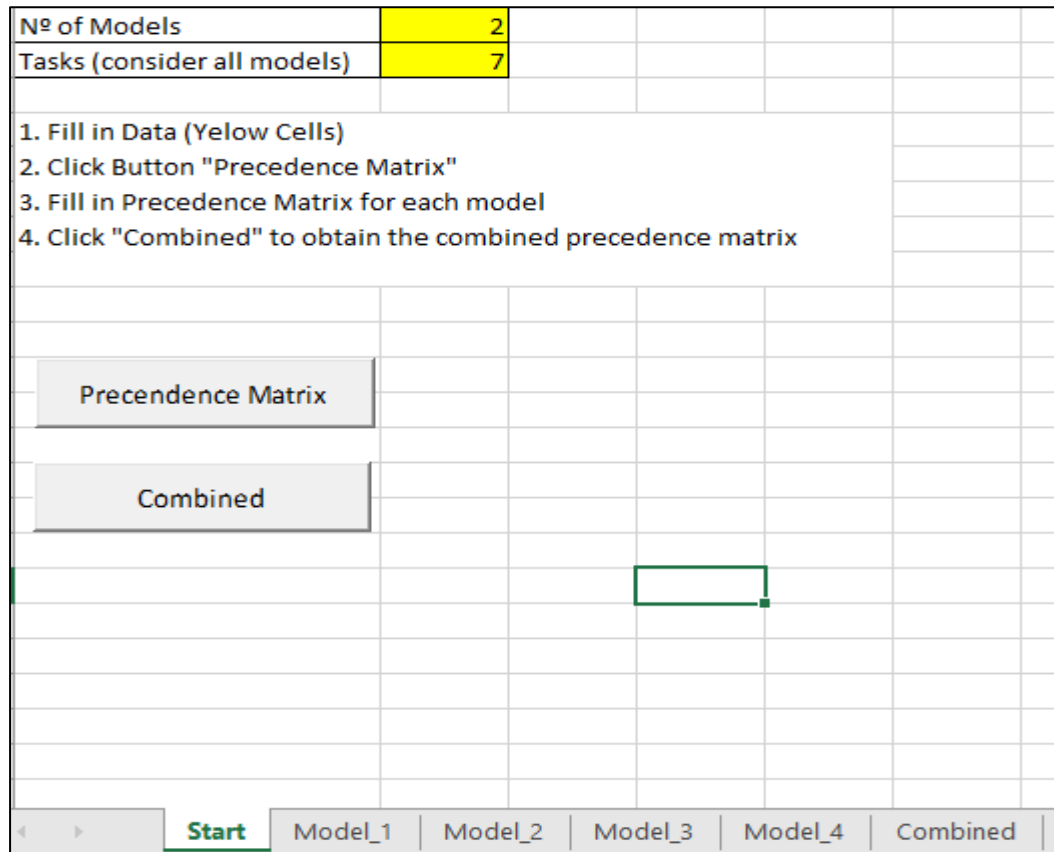 Nº of Models 2
Tasks (consider all models) 7
1. Fill in Data (Yelow Cells)
2. Click Button "Precedence Matrix"
3. Fill in Precedence Matrix for each model
4. Click "Combined" to obtain the combined precedence matrix
Precendence Matrix
Combined
Start Model_1 Model_2 Model_3 Model_4 Combined